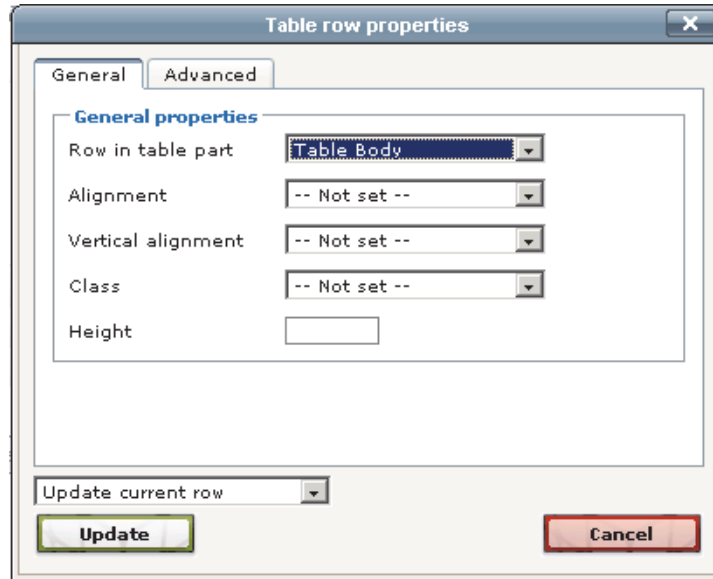 Table row properties
General Advanced
General properties
Row in table part Table Body
Alignment -- Not set --
Vertical alignment -- Not set --
Class -- Not set --
Height
Update current row
Update Cancel